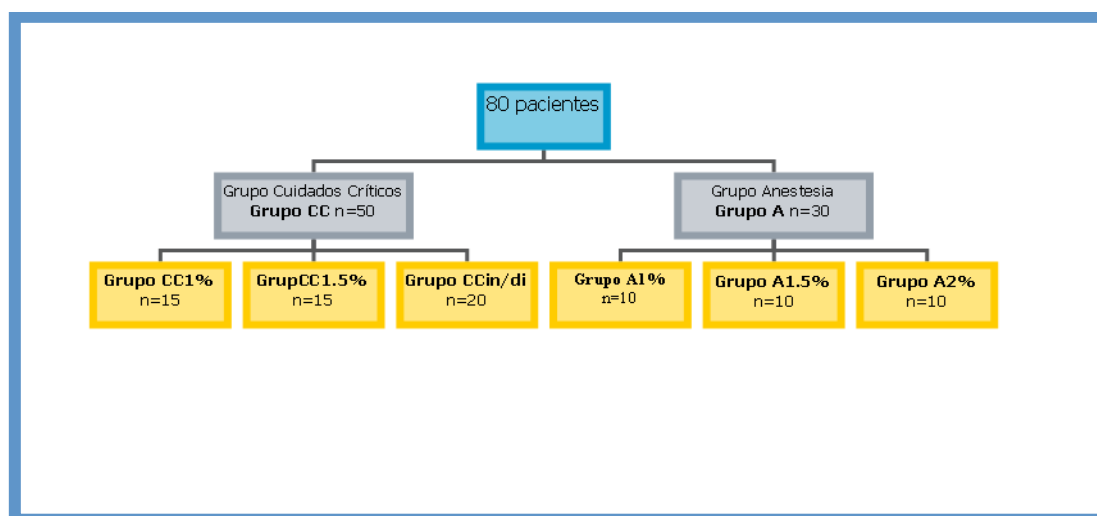 80 pacientes
Grupo Cuidados Críticos
Grupo CC n=50
Grupo Anestesia
Grupo A n=30
Grupo CC1%
n=15
GrupCC1.5%
n=15
Grupo CCin/di
n=20
Grupo A1%
n=10
Grupo A1.5%
n=10
Grupo A2%
n=10